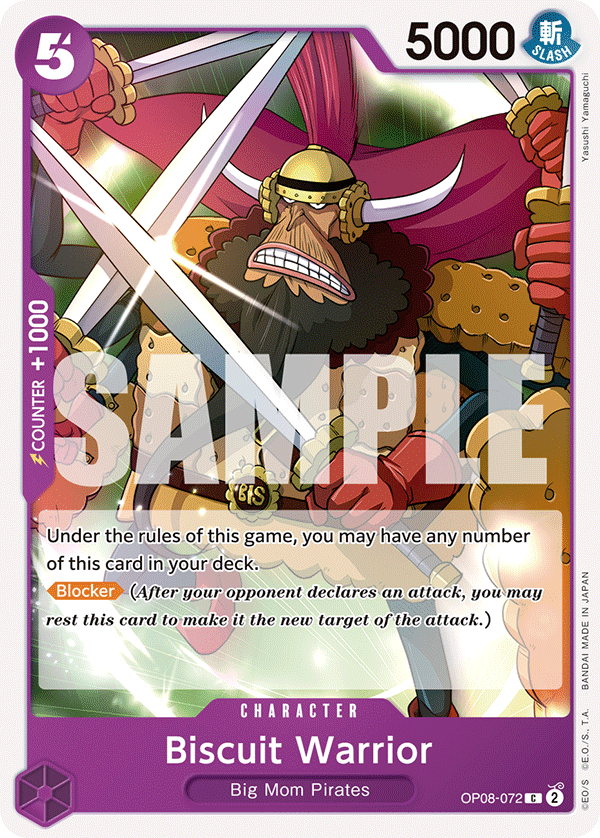 5
5000
斬
SLASH
Yasushi Yamaguchi
COUNTER +1000
SAMPLE
BIS
Under the rules of this game, you may have any number
of this card in your deck.
Blocker (After your opponent declares an attack, you may
rest this card to make it the new target of the attack.)
CHARACTER
Biscuit Warrior
Big Mom Pirates
OP08-072 C 2
©EO/S ©E.O./S., T.A. BANDAI MADE IN JAPAN